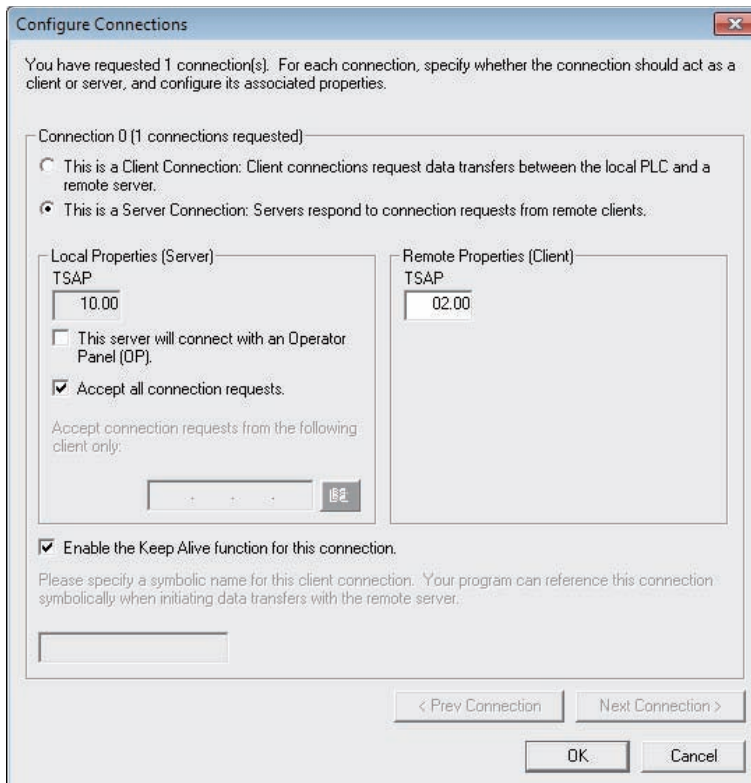 Configure Connections
You have requested 1 connection(s). For each connection, specify whether the connection should act as a
client or server, and configure its associated properties.
Connection 0 (1 connections requested)
This is a Client Connection: Client connections request data transfers between the local PLC and a
remote server.
This is a Server Connection: Servers respond to connection requests from remote clients.
Local Properties (Server)
TSAP
10.00
This server will connect with an Operator
Panel (OP).
Accept all connection requests.
Accept connection requests from the following
client only:
Remote Properties (Client)
TSAP
02.00
Enable the Keep Alive function for this connection.
Please specify a symbolic name for this client connection. Your program can reference this connection
symbolically when initiating data transfers with the remote server.
< Prev Connection
Next Connection >
OK
Cancel